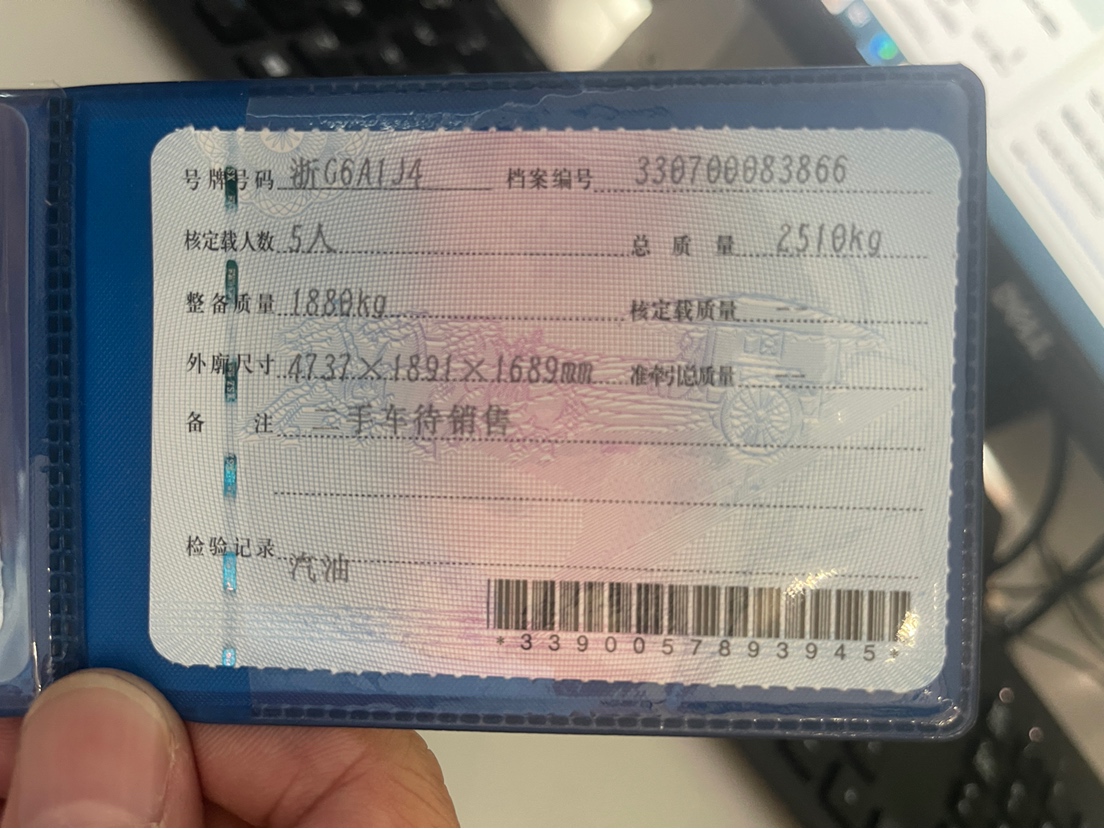 号牌号码 浙G6A1J4 档案编号 330700083866
核定载人数 5人 总质量 2510kg
整备质量 1880kg 核定载质量 --
外廓尺寸 4737×1891×1689mm 准牵引总质量 --
备注 二手车待销售
检验记录 汽油
*3390057893945*
DELL